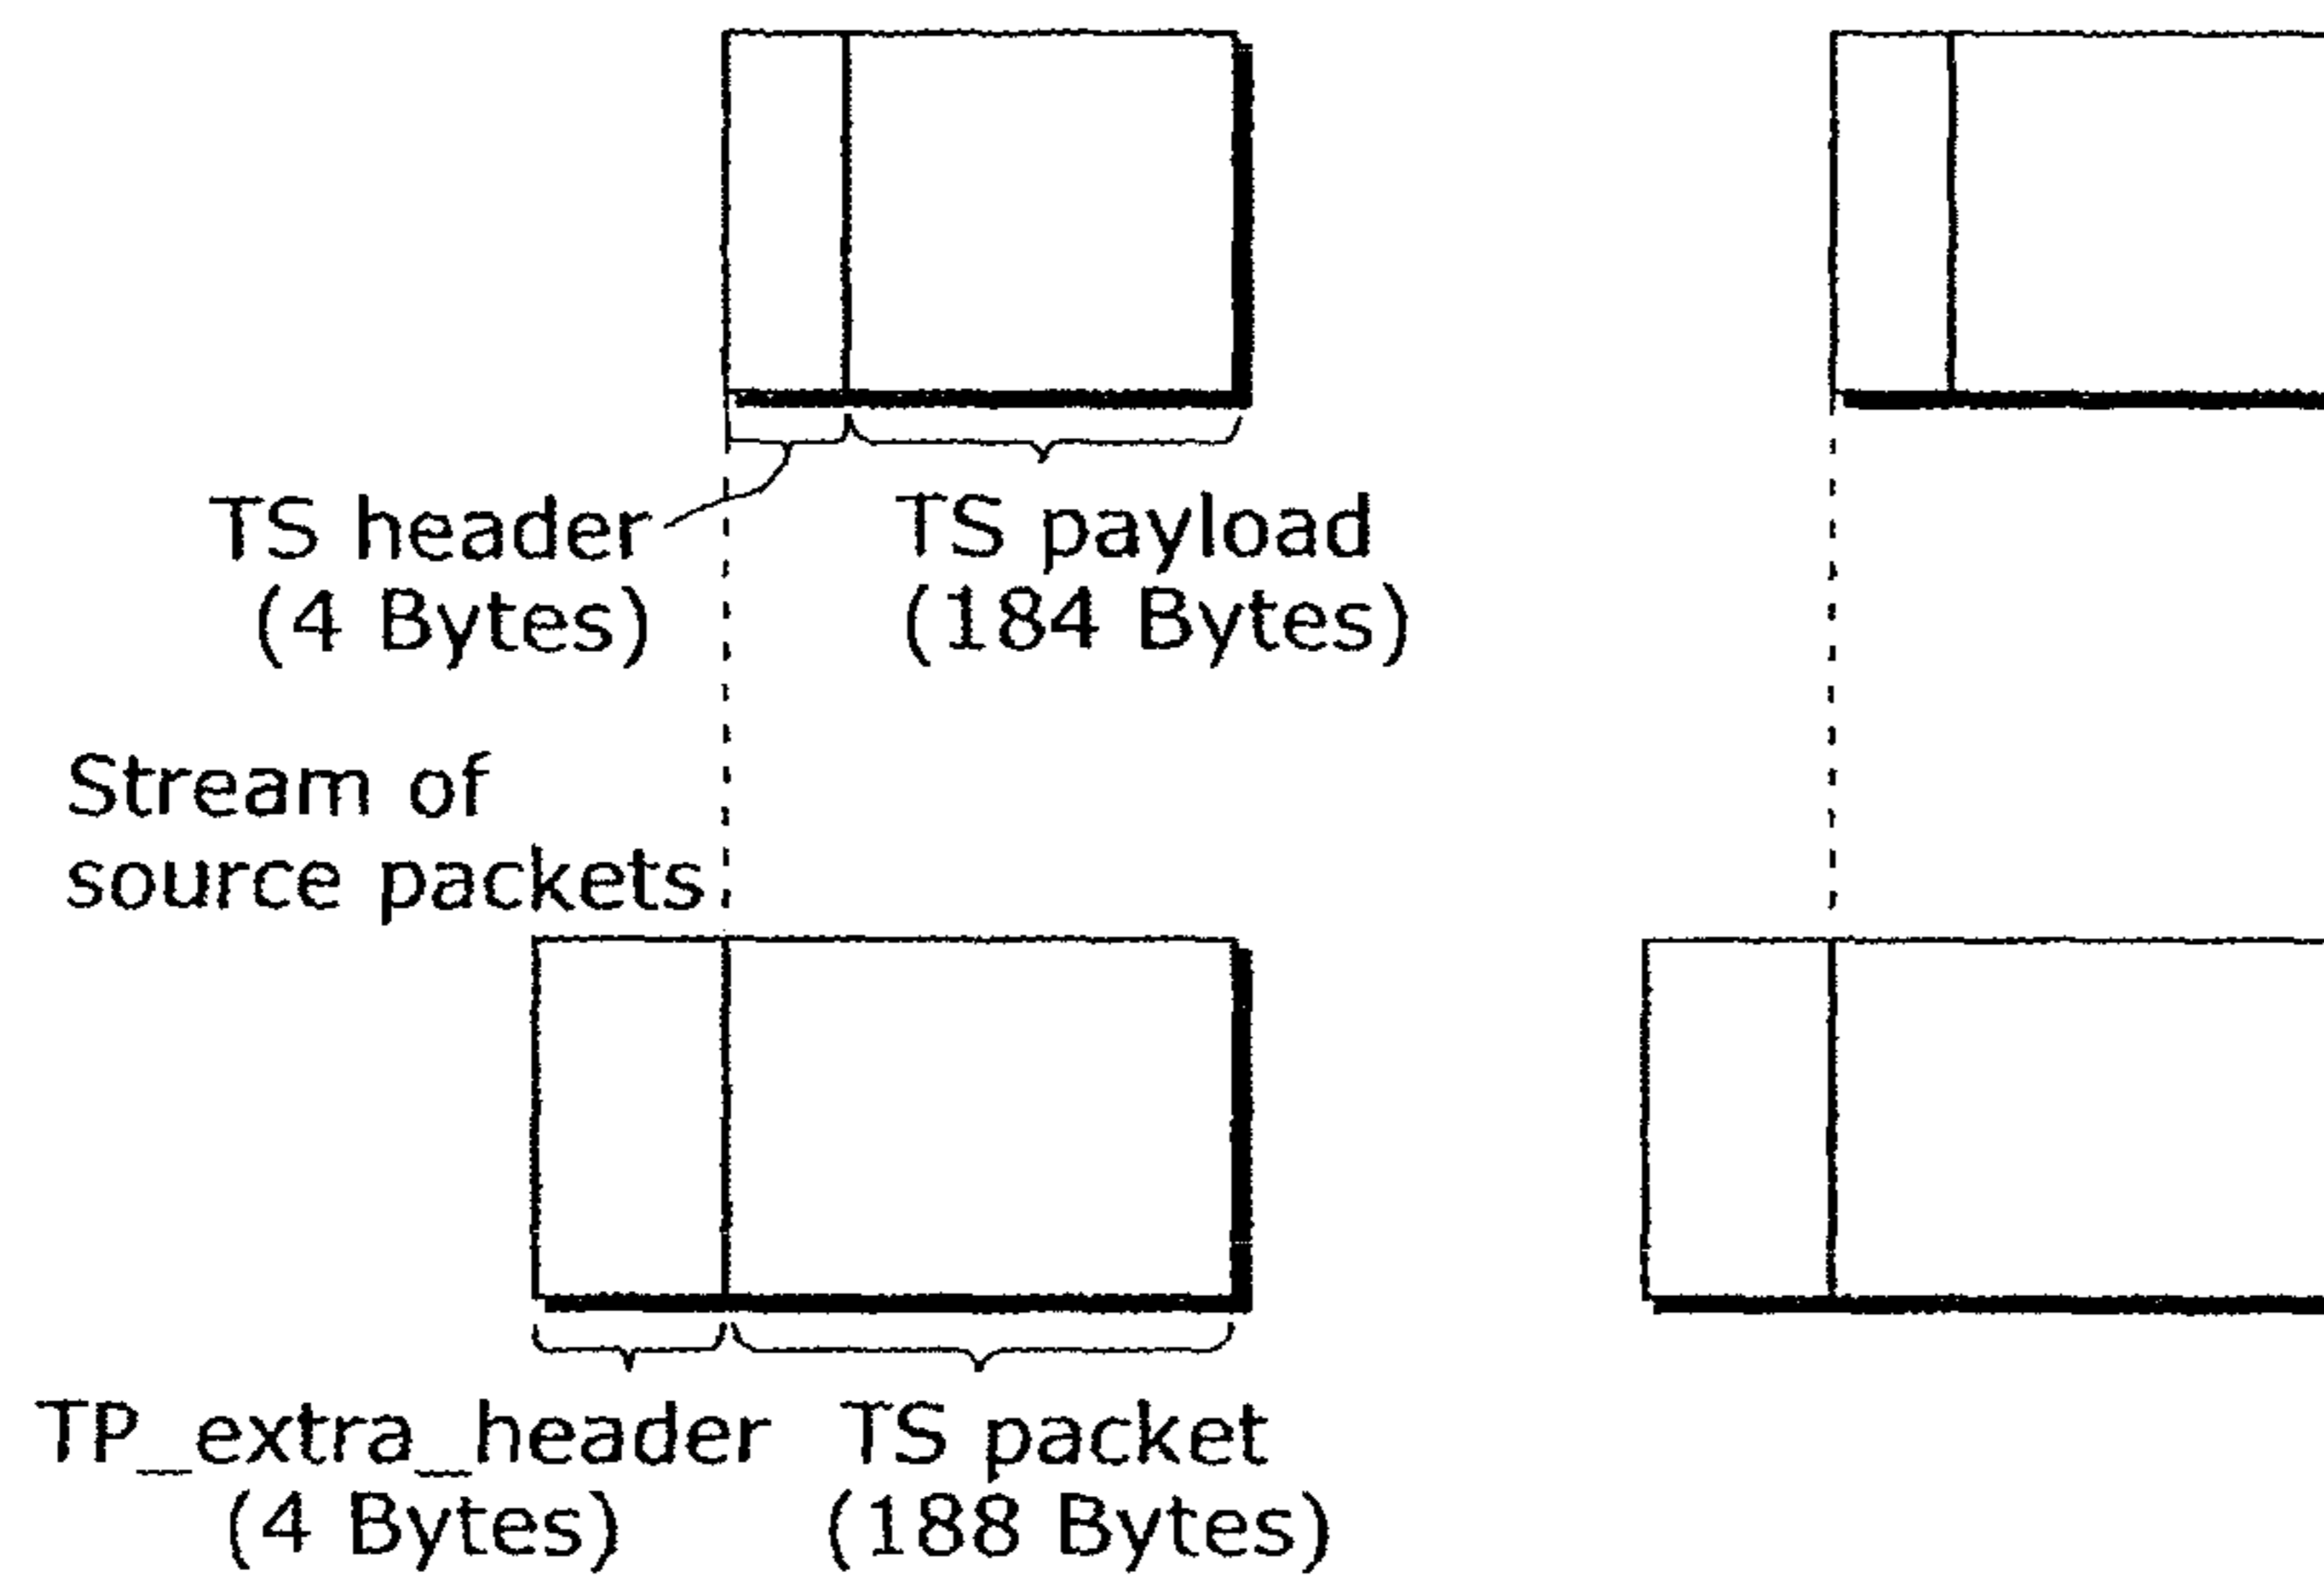 TS header
(4 Bytes)
TS payload
(184 Bytes)
Stream of
source packets
TP_extra_header
(4 Bytes)
TS packet
(188 Bytes)